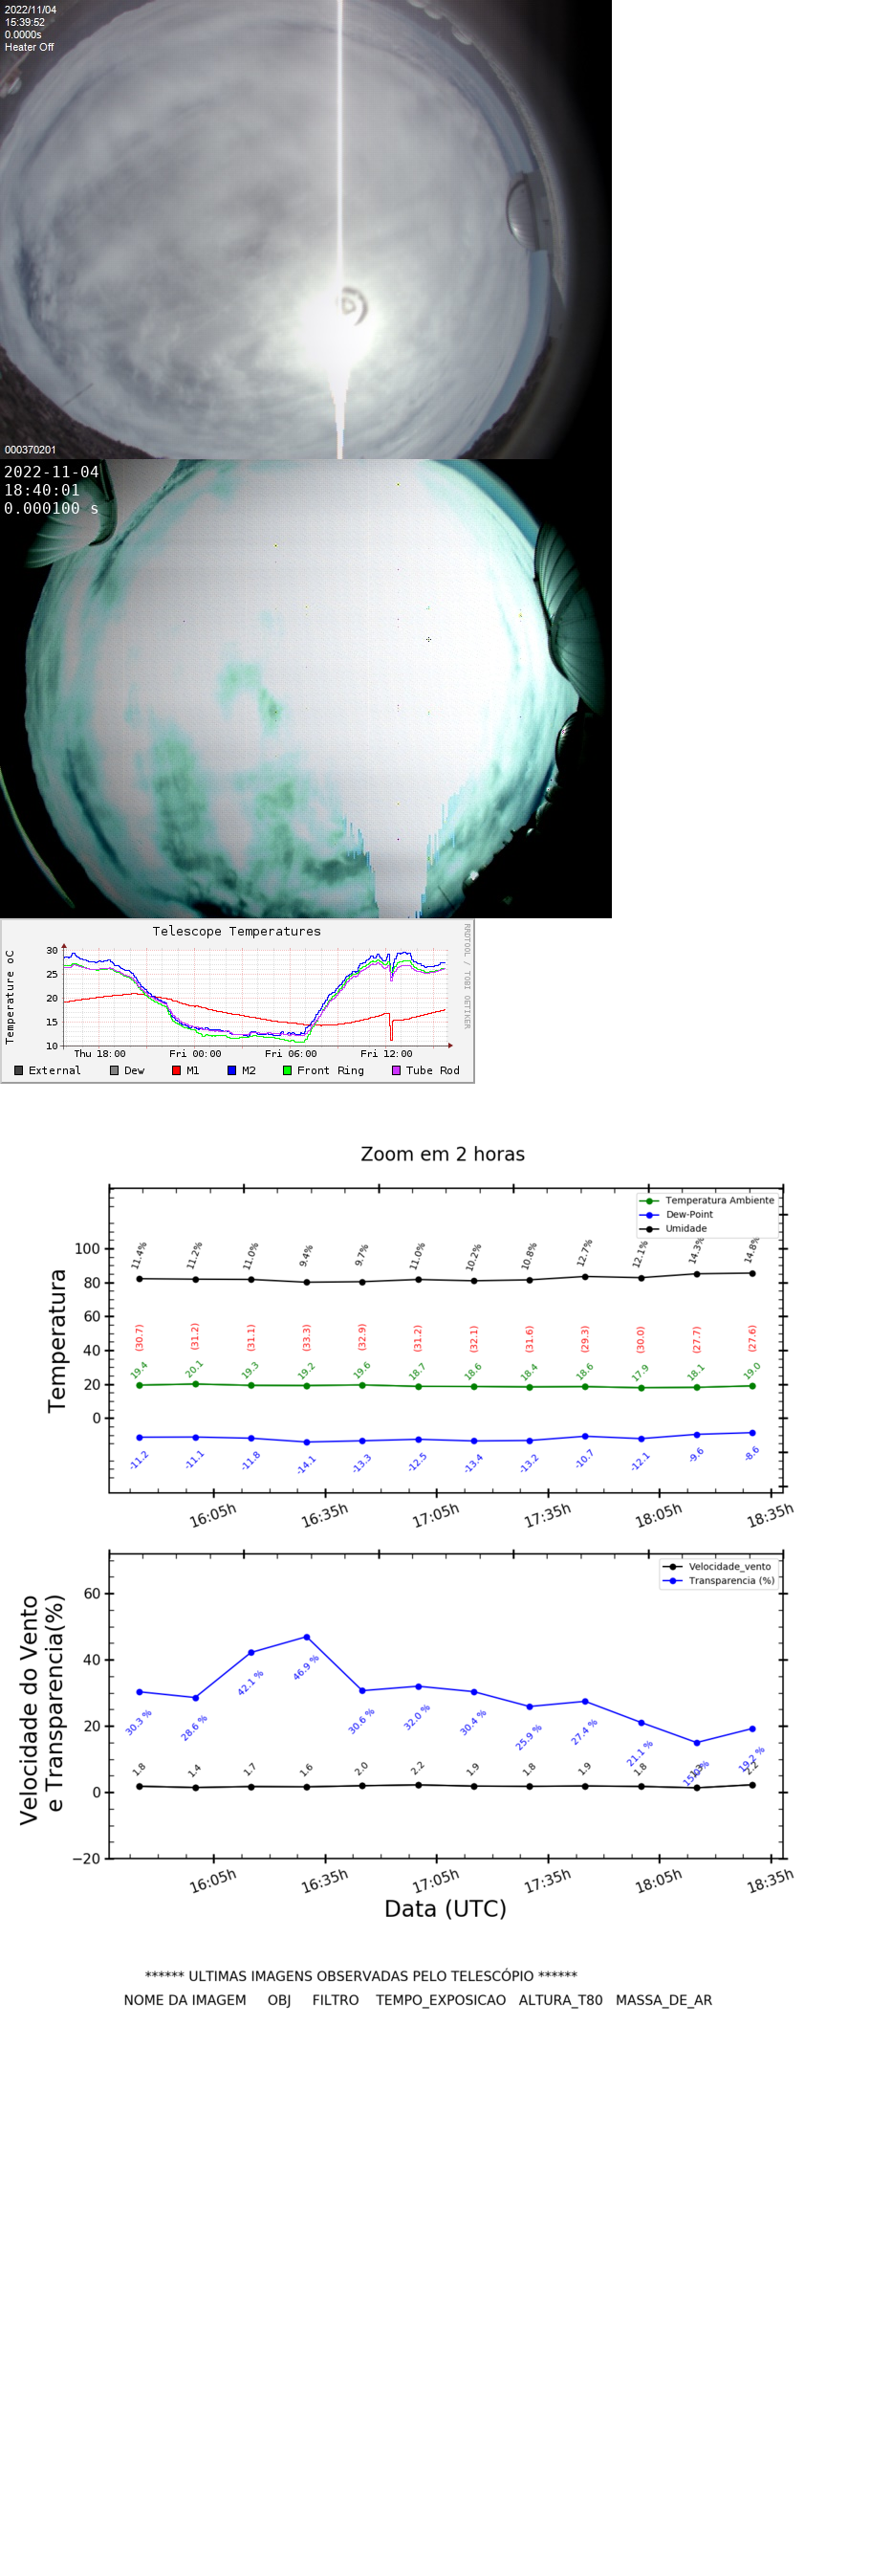 2022/11/04
15:39:52
0.0000s
Heater Off
000370201
2022-11-04
18:40:01
0.000100 s
Telescope Temperatures
RRDTOOL / TOBI OETIKER
Temperature oC
30
25
20
15
10
Thu 18:00 Fri 00:00 Fri 06:00 Fri 12:00
External Dew M1 M2 Front Ring Tube Rod
Zoom em 2 horas
Temperatura Ambiente
Dew-Point
Umidade
Temperatura
100
80
60
40
20
0
11.4% 11.2% 11.0% 9.4% 9.7% 11.0% 10.2% 10.8% 12.7% 12.1% 14.3% 14.8%
(30.7) (31.2) (31.1) (33.3) (32.9) (31.2) (32.1) (31.6) (29.3) (30.0) (27.7) (27.6)
19.4 20.1 19.3 19.2 19.6 18.7 18.6 18.4 18.6 17.9 18.1 19.0
-11.2 -11.1 -11.8 -14.1 -13.3 -12.5 -13.4 -13.2 -10.7 -12.1 -9.6 -8.6
16:05h 16:35h 17:05h 17:35h 18:05h 18:35h
Velocidade_vento
Transparencia (%)
Velocidade do Vento
e Transparencia(%)
60
40
20
0
−20
30.3 % 28.6 % 42.1 % 46.9 % 30.6 % 32.0 % 30.4 % 25.9 % 27.4 % 21.1 % 19.2 %
1.8 1.4 1.7 1.6 2.0 2.2 1.9 1.8 1.9 1.8 2.2
16:05h 16:35h 17:05h 17:35h 18:05h 18:35h
Data (UTC)
****** ULTIMAS IMAGENS OBSERVADAS PELO TELESCÓPIO ******
NOME DA IMAGEM OBJ FILTRO TEMPO_EXPOSICAO ALTURA_T80 MASSA_DE_AR